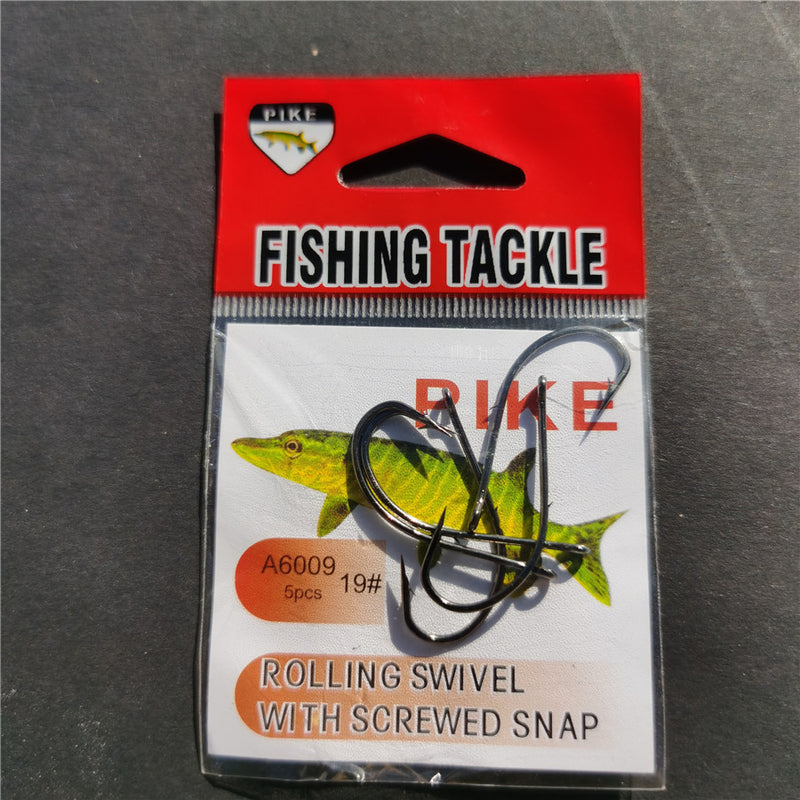 PIKE
FISHING TACKLE
PIKE
A6009 19#
5pcs
ROLLING SWIVEL
WITH SCREWED SNAP